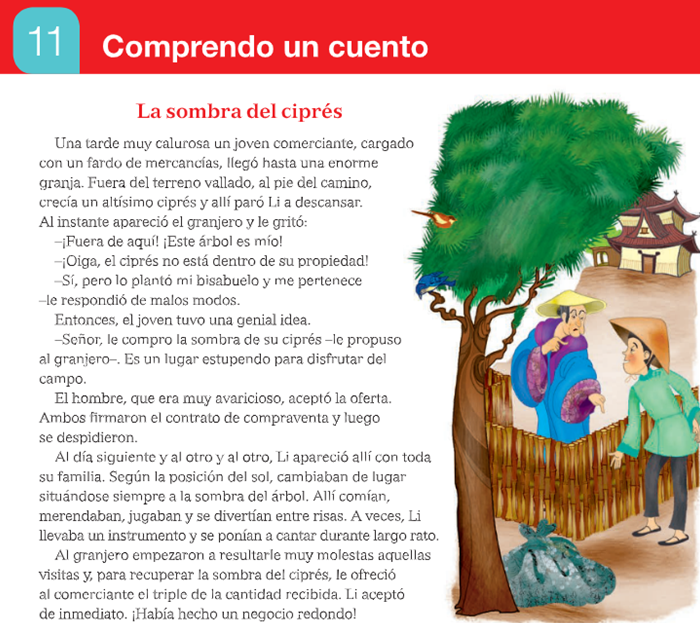 11
Comprendo un cuento
La sombra del ciprés
Una tarde muy calurosa un joven comerciante, cargado
con un fardo de mercancías, llegó hasta una enorme
granja. Fuera del terreno vallado, al pie del camino,
crecía un altísimo ciprés y allí paró Li a descansar.
Al instante apareció el granjero y le gritó:
–¡Fuera de aquí! ¡Este árbol es mío!
–¡Oiga, el ciprés no está dentro de su propiedad!
–Sí, pero lo plantó mi bisabuelo y me pertenece
–le respondió de malos modos.
Entonces, el joven tuvo una genial idea.
–Señor, le compro la sombra de su ciprés –le propuso
al granjero–. Es un lugar estupendo para disfrutar del
campo.
El hombre, que era muy avaricioso, aceptó la oferta.
Ambos firmaron el contrato de compraventa y luego
se despidieron.
Al día siguiente y al otro y al otro, Li apareció allí con toda
su familia. Según la posición del sol, cambiaban de lugar
situándose siempre a la sombra del árbol. Allí comían,
merendaban, jugaban y se divertían entre risas. A veces, Li
llevaba un instrumento y se ponían a cantar durante largo rato.
Al granjero empezaron a resultarle muy molestas aquellas
visitas y, para recuperar la sombra del ciprés, le ofreció
al comerciante el triple de la cantidad recibida. Li aceptó
de inmediato. ¡Había hecho un negocio redondo!